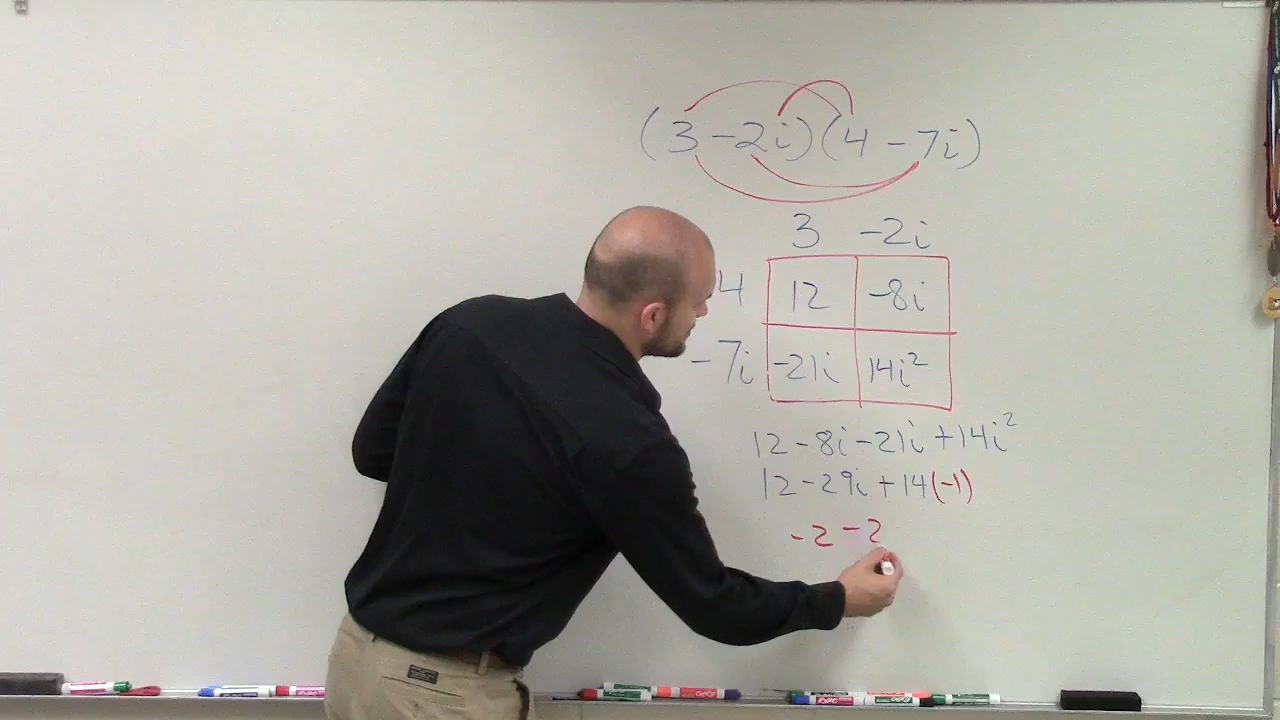 (3-2i)(4-7i)
3 -2i
4 12 -8i
-7i -21i 14i²
12-8i-21i+14i²
12-29i+14(-1)
-2-2